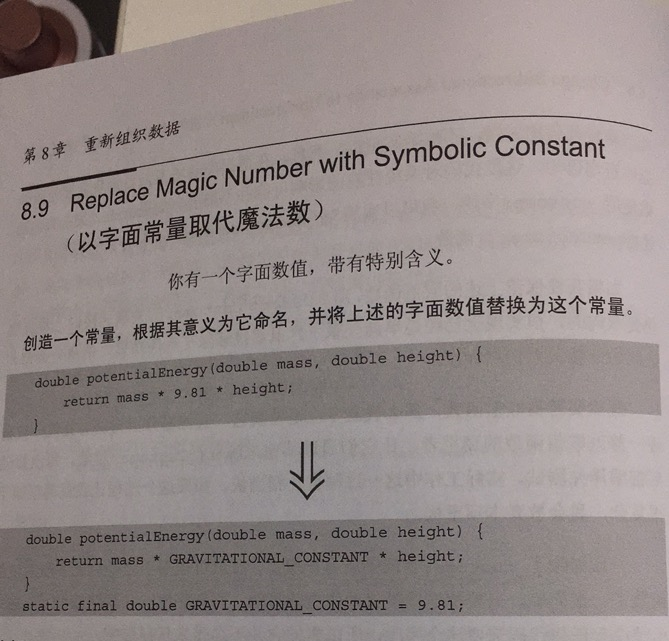 第8章 重新组织数据
8.9 Replace Magic Number with Symbolic Constant
（以字面常量取代魔法数）
你有一个字面数值，带有特别含义。
创造一个常量，根据其意义为它命名，并将上述的字面数值替换为这个常量。
double potentialEnergy(double mass, double height) {
return mass * 9.81 * height;
}
double potentialEnergy(double mass, double height) {
return mass * GRAVITATIONAL_CONSTANT * height;
}
static final double GRAVITATIONAL_CONSTANT = 9.81;